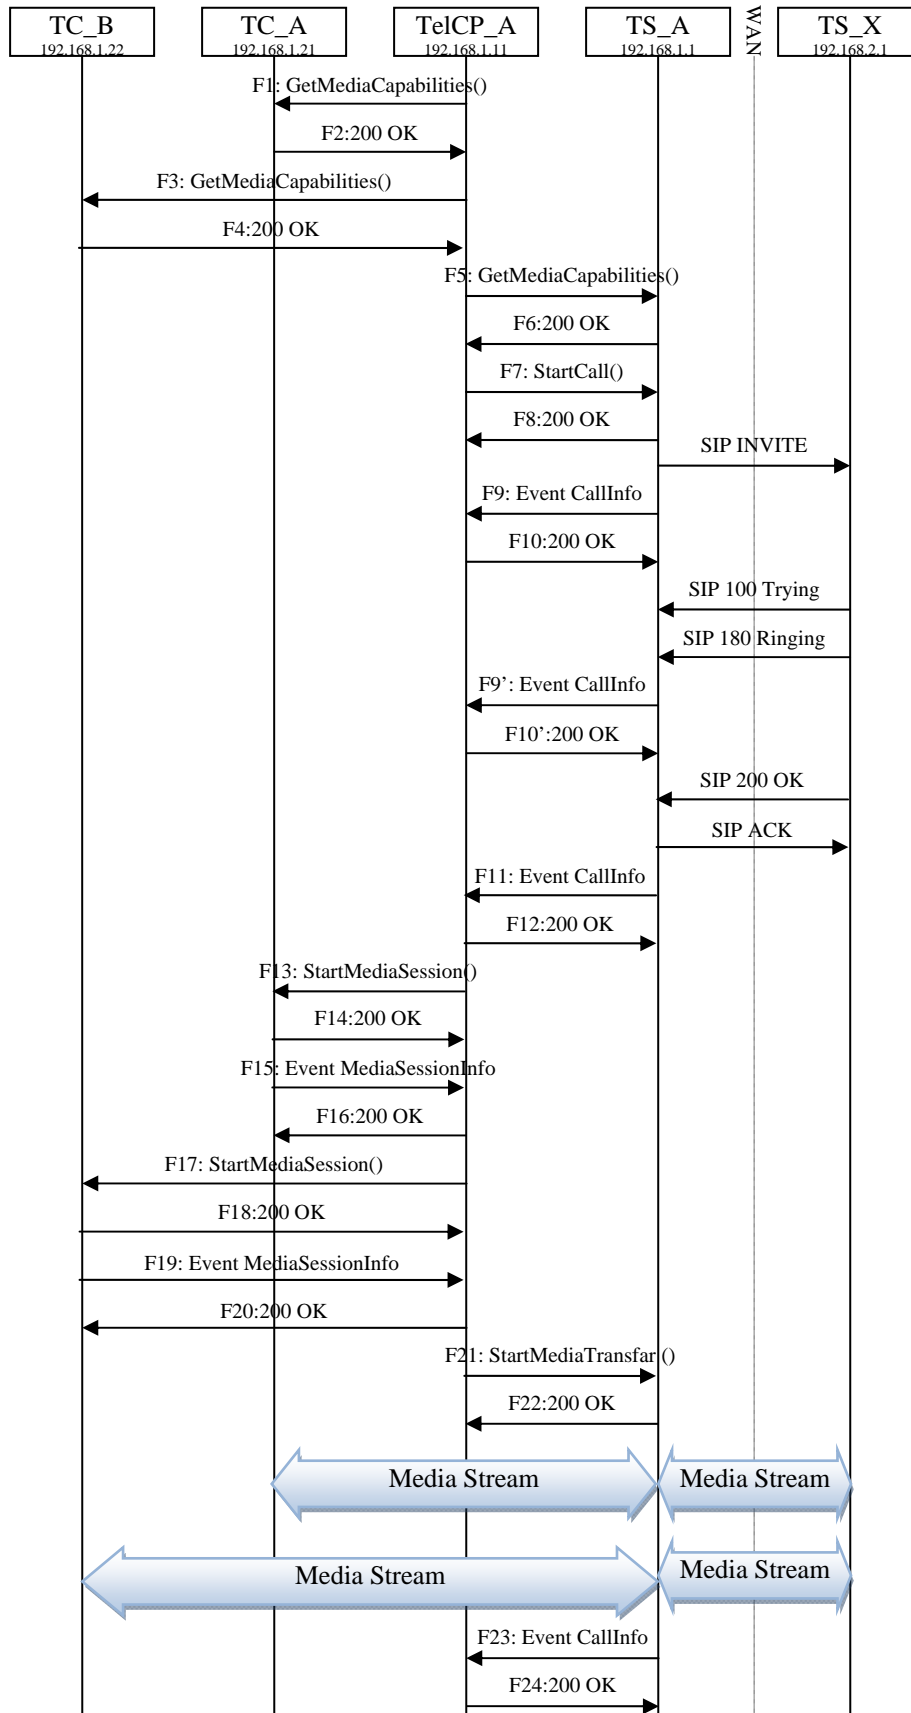 TC_B
192.168.1.22
TC_A
192.168.1.21
TelCP_A
192.168.1.11
TS_A
192.168.1.1
WAN
TS_X
192.168.2.1
F1: GetMediaCapabilities()
F2:200 OK
F3: GetMediaCapabilities()
F4:200 OK
F5: GetMediaCapabilities()
F6:200 OK
F7: StartCall()
F8:200 OK
SIP INVITE
F9: Event CallInfo
F10:200 OK
SIP 100 Trying
SIP 180 Ringing
F9’: Event CallInfo
F10’:200 OK
SIP 200 OK
SIP ACK
F11: Event CallInfo
F12:200 OK
F13: StartMediaSession()
F14:200 OK
F15: Event MediaSessionInfo
F16:200 OK
F17: StartMediaSession()
F18:200 OK
F19: Event MediaSessionInfo
F20:200 OK
F21: StartMediaTransfar ()
F22:200 OK
Media Stream
Media Stream
Media Stream
Media Stream
F23: Event CallInfo
F24:200 OK